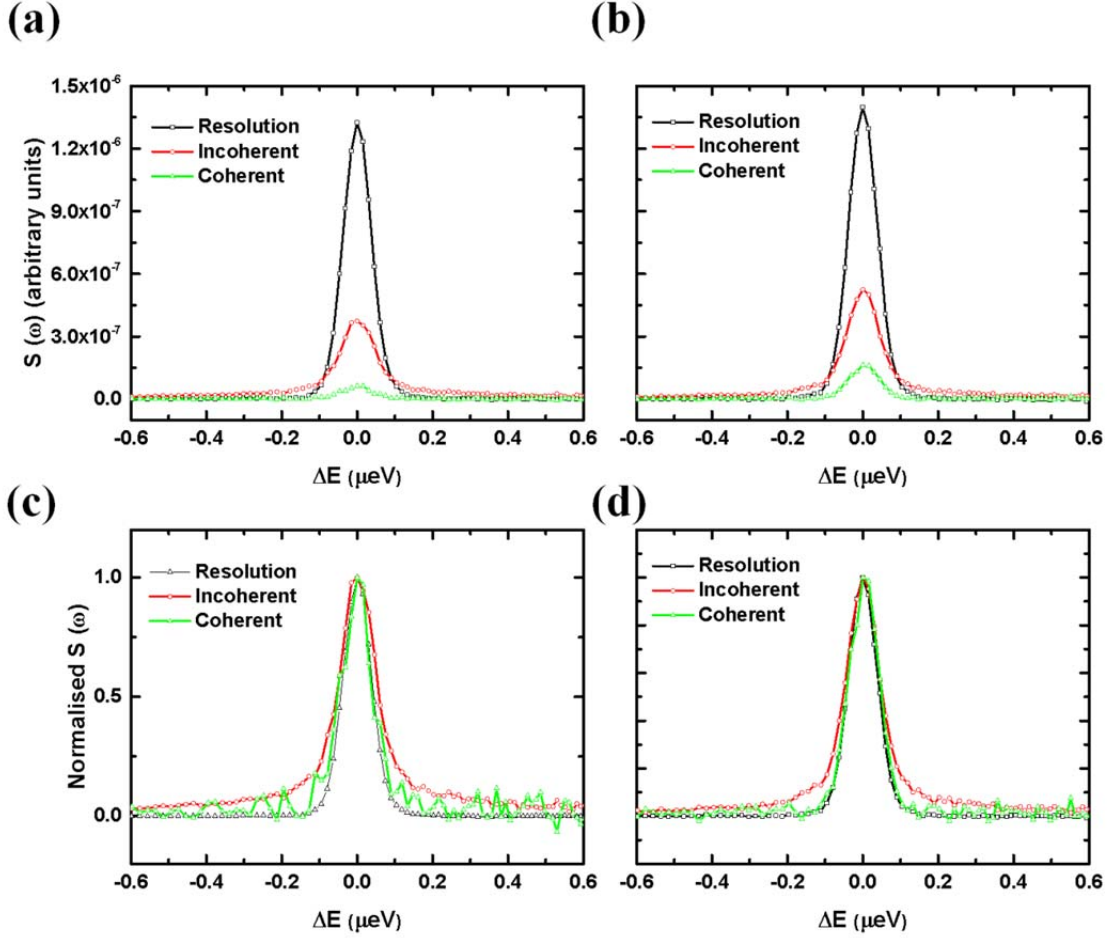 (a)
(b)
1.5x10⁻⁶
1.2x10⁻⁶
9.0x10⁻⁷
6.0x10⁻⁷
3.0x10⁻⁷
0.0
S (ω) (arbitrary units)
Resolution
Incoherent
Coherent
-0.6 -0.4 -0.2 0.0 0.2 0.4 0.6
ΔE (μeV)
Resolution
Incoherent
Coherent
-0.6 -0.4 -0.2 0.0 0.2 0.4 0.6
ΔE (μeV)
(c)
(d)
1.0
0.5
0.0
Normalised S (ω)
Resolution
Incoherent
Coherent
-0.6 -0.4 -0.2 0.0 0.2 0.4 0.6
ΔE (μeV)
Resolution
Incoherent
Coherent
-0.6 -0.4 -0.2 0.0 0.2 0.4 0.6
ΔE (μeV)